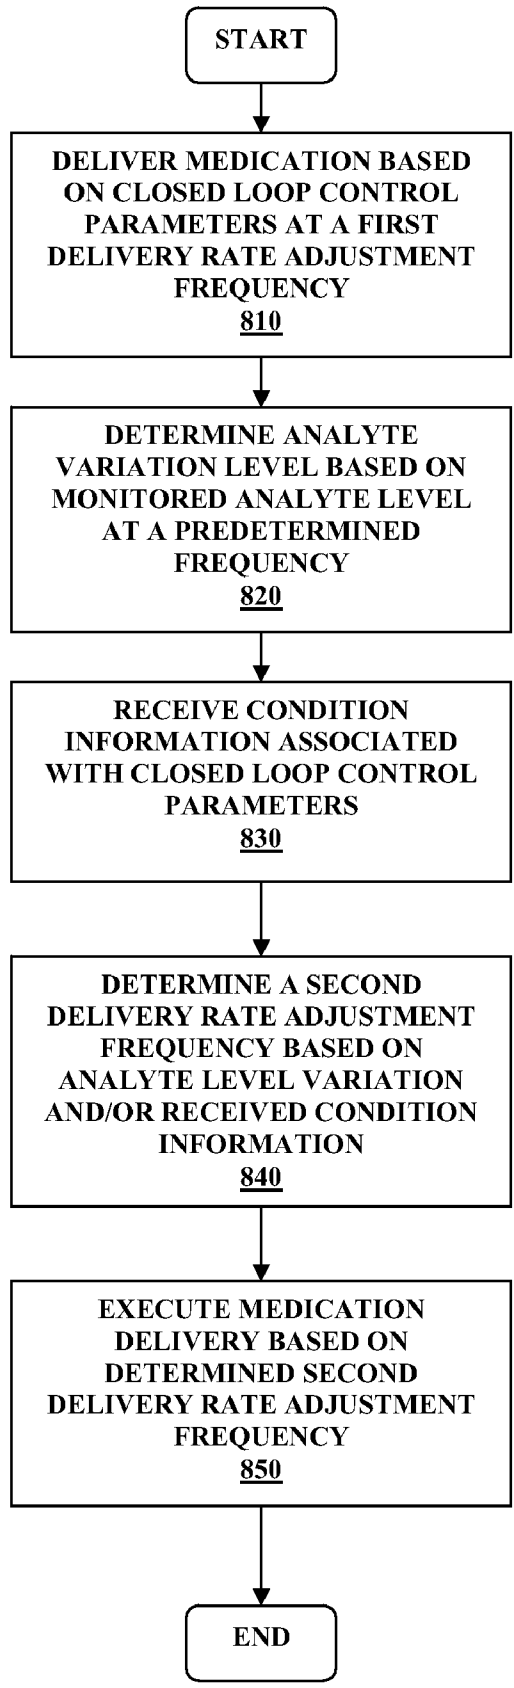 START
DELIVER MEDICATION BASED
ON CLOSED LOOP CONTROL
PARAMETERS AT A FIRST
DELIVERY RATE ADJUSTMENT
FREQUENCY
810
DETERMINE ANALYTE
VARIATION LEVEL BASED ON
MONITORED ANALYTE LEVEL
AT A PREDETERMINED
FREQUENCY
820
RECEIVE CONDITION
INFORMATION ASSOCIATED
WITH CLOSED LOOP CONTROL
PARAMETERS
830
DETERMINE A SECOND
DELIVERY RATE ADJUSTMENT
FREQUENCY BASED ON
ANALYTE LEVEL VARIATION
AND/OR RECEIVED CONDITION
INFORMATION
840
EXECUTE MEDICATION
DELIVERY BASED ON
DETERMINED SECOND
DELIVERY RATE ADJUSTMENT
FREQUENCY
850
END